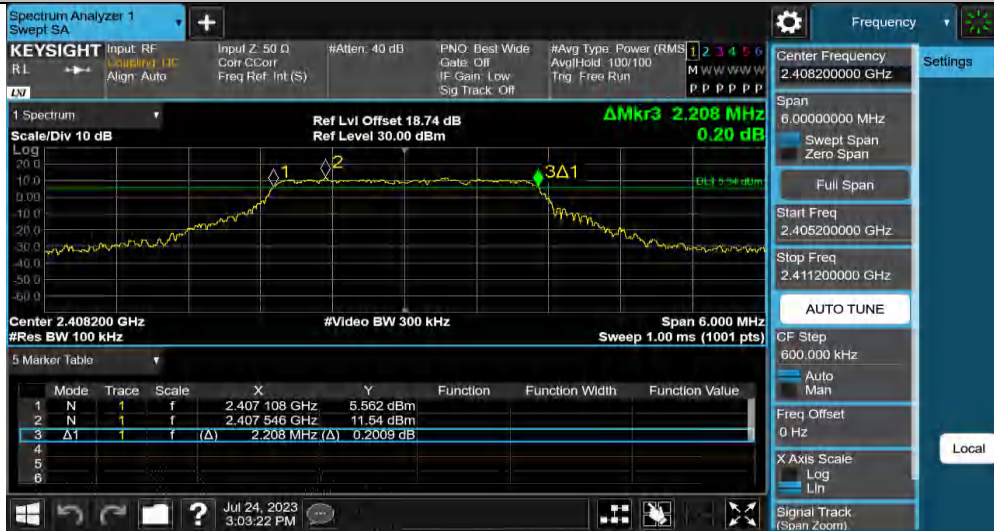 Spectrum Analyzer 1
Swept SA
Frequency
KEYSIGHT
RL
LXI
Input: RF
Coupling: DC
Align: Auto
Input Z: 50 Ω
Corr CCorr
Freq Ref: Int (S)
#Atten: 40 dB
PNO: Best Wide
Gate: Off
IF Gain: Low
Sig Track: Off
#Avg Type: Power (RMS
Avg|Hold: 100/100
Trig: Free Run
1 2 3 4 5 6
M W W W W W
P P P P P P
1 Spectrum
Scale/Div 10 dB
Ref Lvl Offset 18.74 dB
Ref Level 30.00 dBm
ΔMkr3 2.208 MHz
0.20 dB
Log
20.0
10.0
0.00
-10.0
-20.0
-30.0
-40.0
-50.0
-60.0
1
2
3Δ1
DL1 5.54 dBm
Center 2.408200 GHz
#Res BW 100 kHz
#Video BW 300 kHz
Span 6.000 MHz
Sweep 1.00 ms (1001 pts)
5 Marker Table
Mode Trace Scale X Y Function Function Width Function Value
1 N 1 f 2.407 108 GHz 5.562 dBm
2 N 1 f 2.407 546 GHz 11.54 dBm
3 Δ1 1 f (Δ) 2.208 MHz (Δ) 0.2009 dB
4
5
6
?
Jul 24, 2023
3:03:22 PM
Center Frequency
2.408200000 GHz
Span
6.00000000 MHz
Swept Span
Zero Span
Full Span
Start Freq
2.405200000 GHz
Stop Freq
2.411200000 GHz
AUTO TUNE
CF Step
600.000 kHz
Auto
Man
Freq Offset
0 Hz
X Axis Scale
Log
Lin
Signal Track
(Span Zoom)
Settings
Local